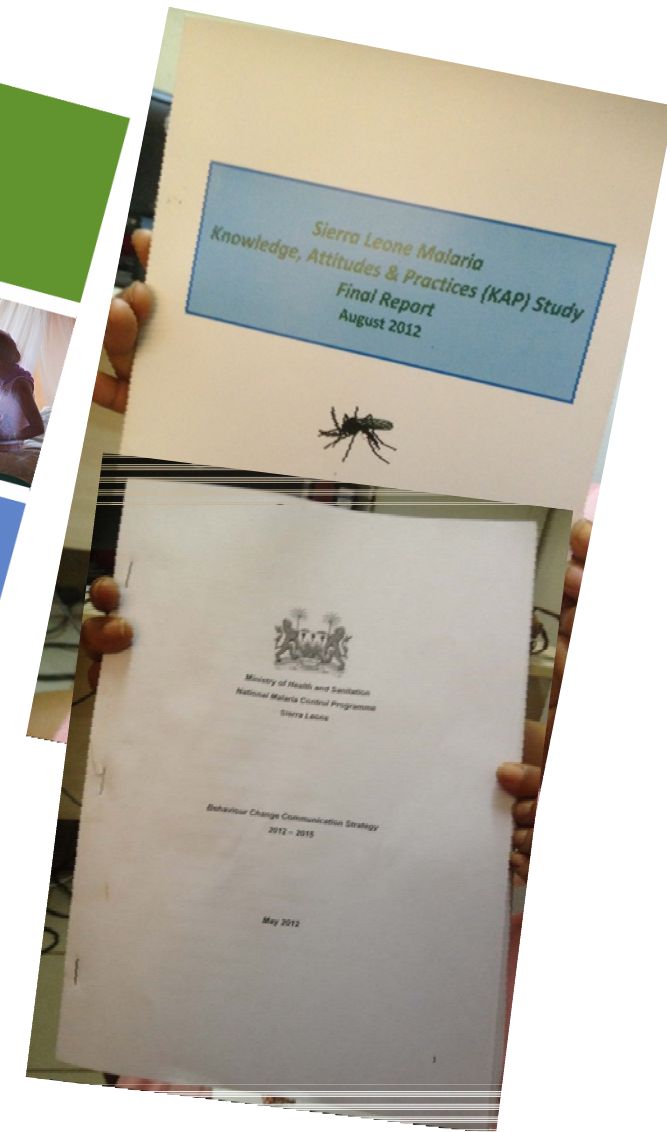 Sierra Leone Malaria
Knowledge, Attitudes & Practices (KAP) Study
Final Report
August 2012
Ministry of Health and Sanitation
National Malaria Control Programme
Sierra Leone
Behaviour Change Communication Strategy
2012 – 2015
May 2012
1